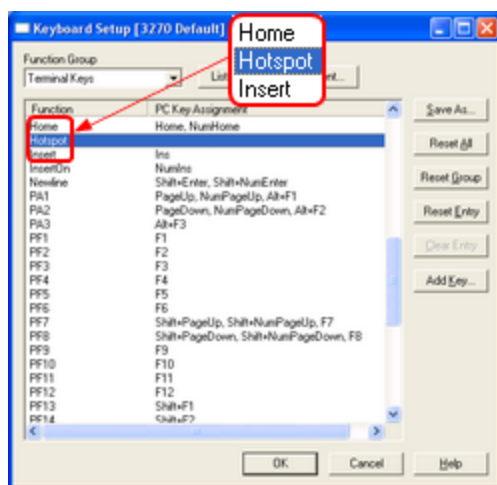 Keyboard Setup [3270 Default]
Home
Hotspot
Insert
Function Group
Terminal Keys
Function PC Key Assignment
Home Home, NumHome
Hotspot
Insert Ins
InsertOn NumIns
Newline Shift+Enter, Shift+NumEnter
PA1 PageUp, NumPageUp, Alt+F1
PA2 PageDown, NumPageDown, Alt+F2
PA3 Alt+F3
PF1 F1
PF2 F2
PF3 F3
PF4 F4
PF5 F5
PF6 F6
PF7 Shift+PageUp, Shift+NumPageUp, F7
PF8 Shift+PageDown, Shift+NumPageDown, F8
PF9 F9
PF10 F10
PF11 F11
PF12 F12
PF13 Shift+F1
PF14 Shift+F2
Save As...
Reset All
Reset Group
Reset Entry
Clear Entry
Add Key...
OK Cancel Help